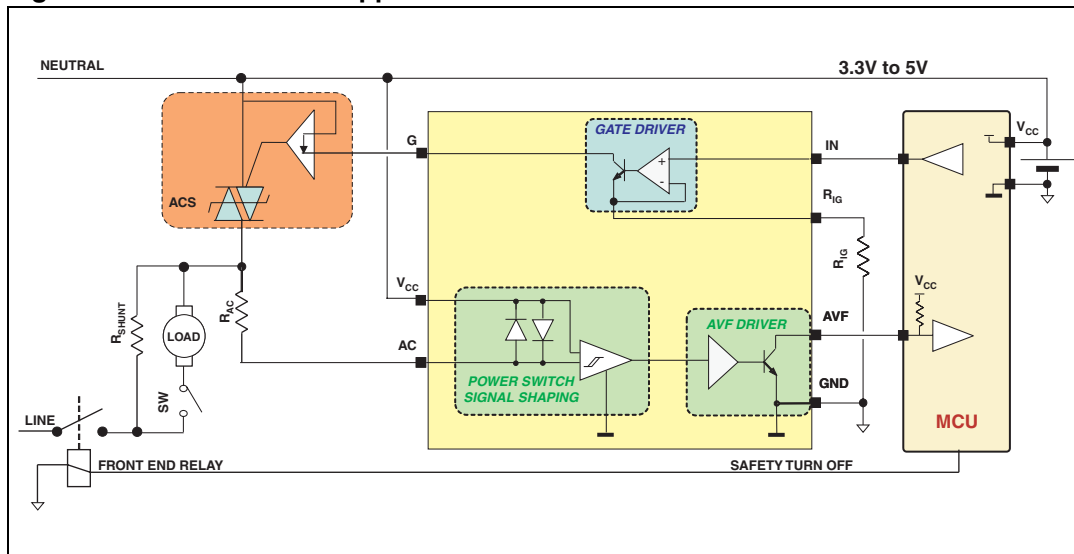 NEUTRAL
3.3V to 5V
GATE DRIVER
G
IN
VCC
+
-
ACS
RIG
RIG
RSHUNT
LOAD
RAC
VCC
VCC
AVF DRIVER
AVF
AC
POWER SWITCH
SIGNAL SHAPING
GND
SW
MCU
LINE
FRONT END RELAY
SAFETY TURN OFF